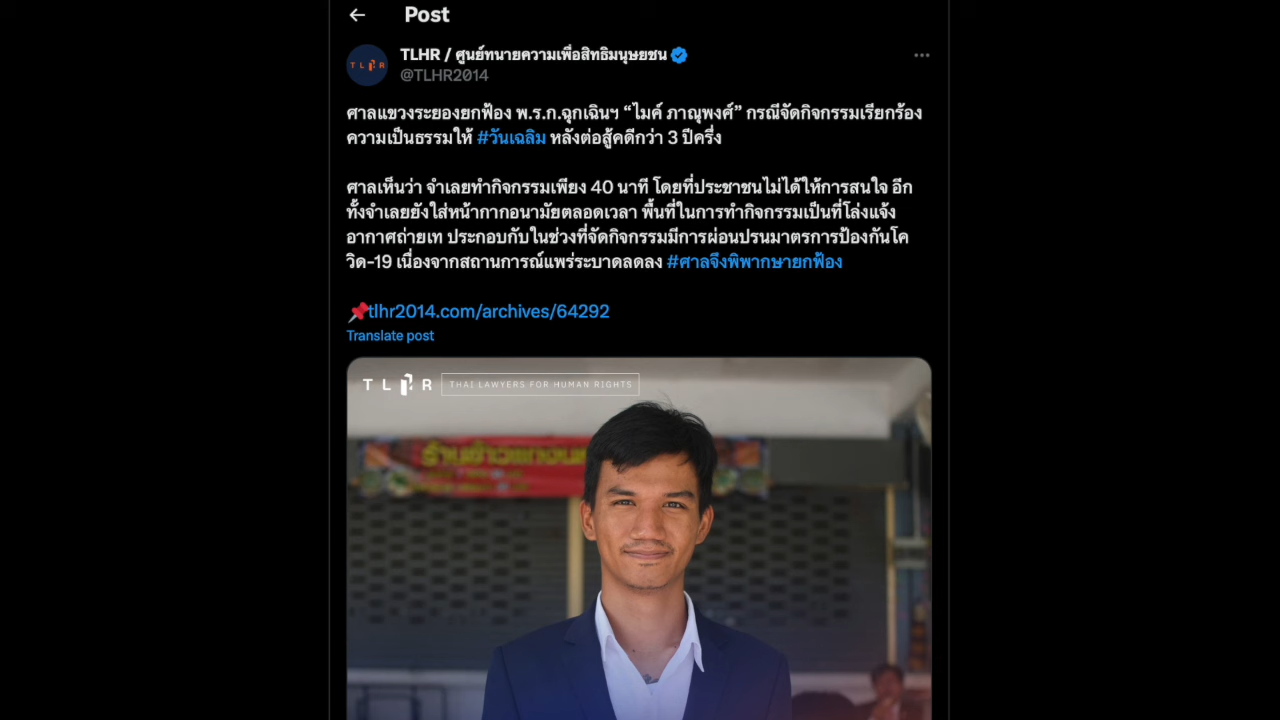 Post
TLHR / ศูนย์ทนายความเพื่อสิทธิมนุษยชน
@TLHR2014
ศาลแขวงระยองยกฟ้อง พ.ร.ก.ฉุกเฉินฯ “ไมค์ ภาณุพงศ์” กรณีจัดกิจกรรมเรียกร้อง
ความเป็นธรรมให้ #วันเฉลิม หลังต่อสู้คดีกว่า 3 ปีครึ่ง
ศาลเห็นว่า จำเลยทำกิจกรรมเพียง 40 นาที โดยที่ประชาชนไม่ได้ให้การสนใจ อีก
ทั้งจำเลยยังใส่หน้ากากอนามัยตลอดเวลา พื้นที่ในการทำกิจกรรมเป็นที่โล่งแจ้ง
อากาศถ่ายเท ประกอบกับในช่วงที่จัดกิจกรรมมีการผ่อนปรนมาตรการป้องกันโค
วิด-19 เนื่องจากสถานการณ์แพร่ระบาดลดลง #ศาลจึงพิพากษายกฟ้อง
tlhr2014.com/archives/64292
Translate post
TLHR THAI LAWYERS FOR HUMAN RIGHTS